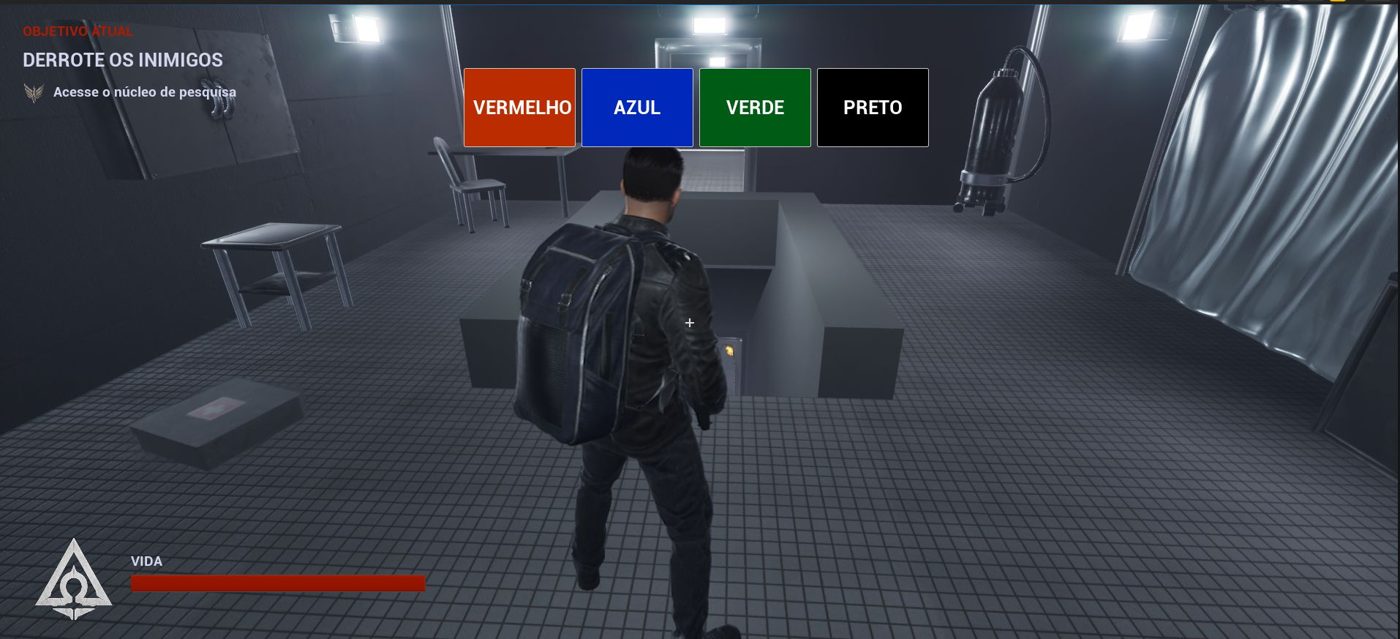 OBJETIVO ATUAL
DERROTE OS INIMIGOS
Acesse o núcleo de pesquisa
VERMELHO
AZUL
VERDE
PRETO
VIDA